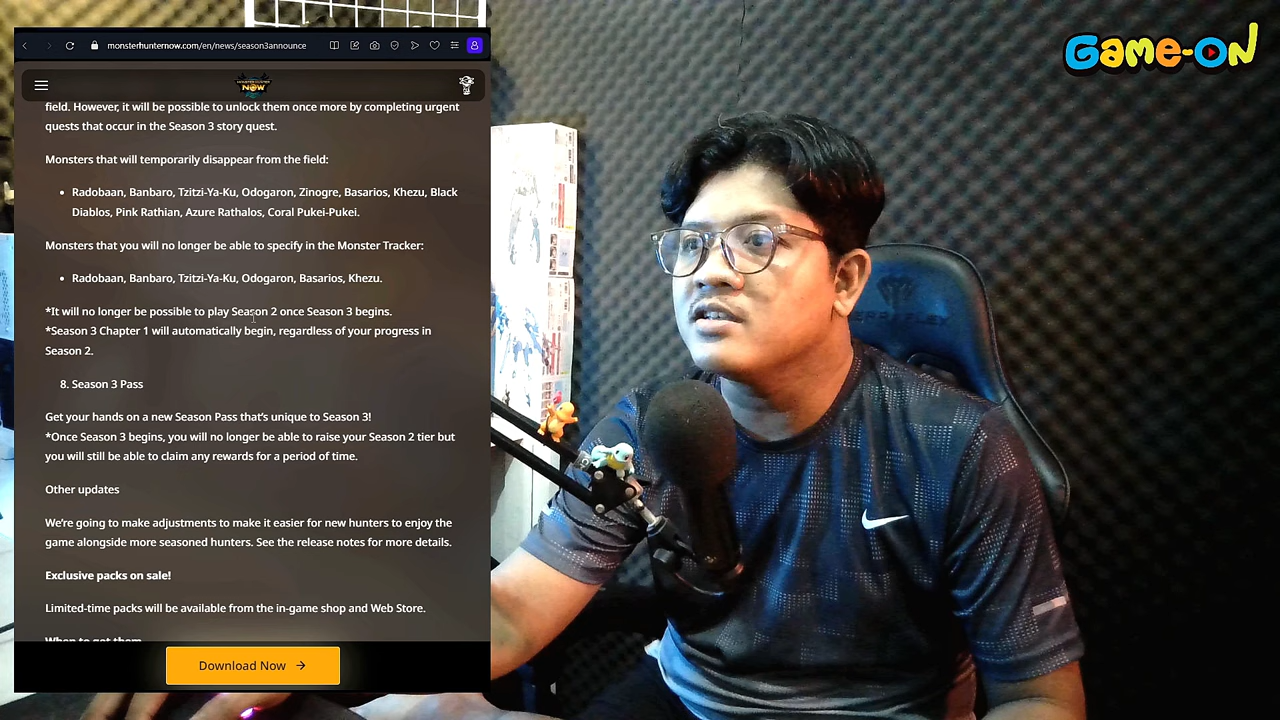 monsterhunternow.com/en/news/season3announce
GAME-ON
MONSTER HUNTER
NOW
field. However, it will be possible to unlock them once more by completing urgent
quests that occur in the Season 3 story quest.
Monsters that will temporarily disappear from the field:
• Radobaan, Banbaro, Tzitzi-Ya-Ku, Odogaron, Zinogre, Basarios, Khezu, Black
Diablos, Pink Rathian, Azure Rathalos, Coral Pukei-Pukei.
Monsters that you will no longer be able to specify in the Monster Tracker:
• Radobaan, Banbaro, Tzitzi-Ya-Ku, Odogaron, Basarios, Khezu.
*It will no longer be possible to play Season 2 once Season 3 begins.
*Season 3 Chapter 1 will automatically begin, regardless of your progress in
Season 2.
8. Season 3 Pass
Get your hands on a new Season Pass that's unique to Season 3!
*Once Season 3 begins, you will no longer be able to raise your Season 2 tier but
you will still be able to claim any rewards for a period of time.
Other updates
We're going to make adjustments to make it easier for new hunters to enjoy the
game alongside more seasoned hunters. See the release notes for more details.
Exclusive packs on sale!
Limited-time packs will be available from the in-game shop and Web Store.
When to get them
Download Now →